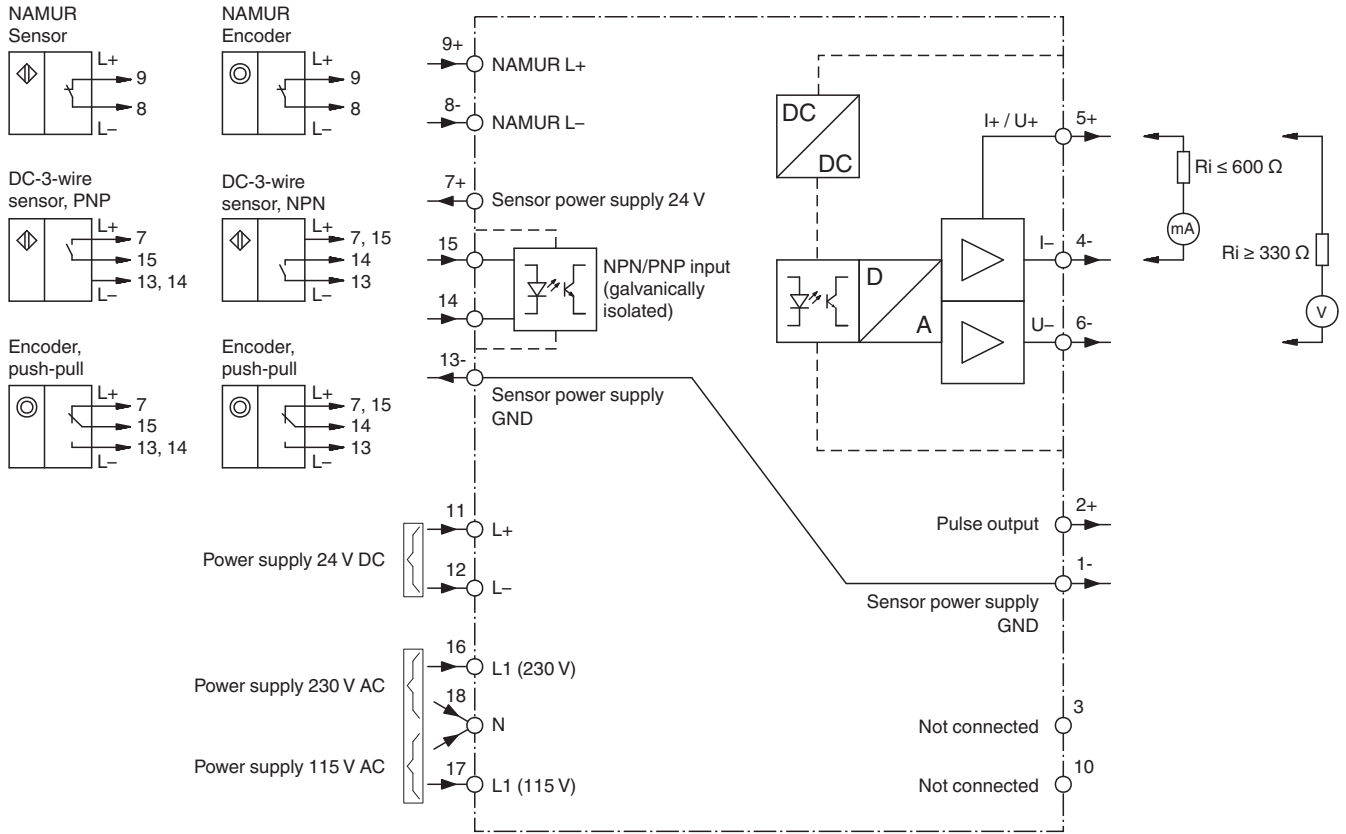 NAMUR
Sensor
L+
9
8
L–
NAMUR
Encoder
L+
9
8
L–
DC-3-wire
sensor, PNP
L+
7
15
13, 14
L–
DC-3-wire
sensor, NPN
L+
7, 15
14
13
L–
Encoder,
push-pull
L+
7
15
13, 14
L–
Encoder,
push-pull
L+
7, 15
14
13
L–
9+
NAMUR L+
8-
NAMUR L–
7+
Sensor power supply 24 V
15
14
NPN/PNP input
(galvanically
isolated)
13-
Sensor power supply
GND
Power supply 24 V DC
11
L+
12
L–
Power supply 230 V AC
16
L1 (230 V)
18
N
Power supply 115 V AC
17
L1 (115 V)
DC
DC
D
A
I+ / U+
5+
I–
4-
U–
6-
Ri ≤ 600 Ω
mA
Ri ≥ 330 Ω
V
Pulse output
2+
1-
Sensor power supply
GND
3
Not connected
10
Not connected